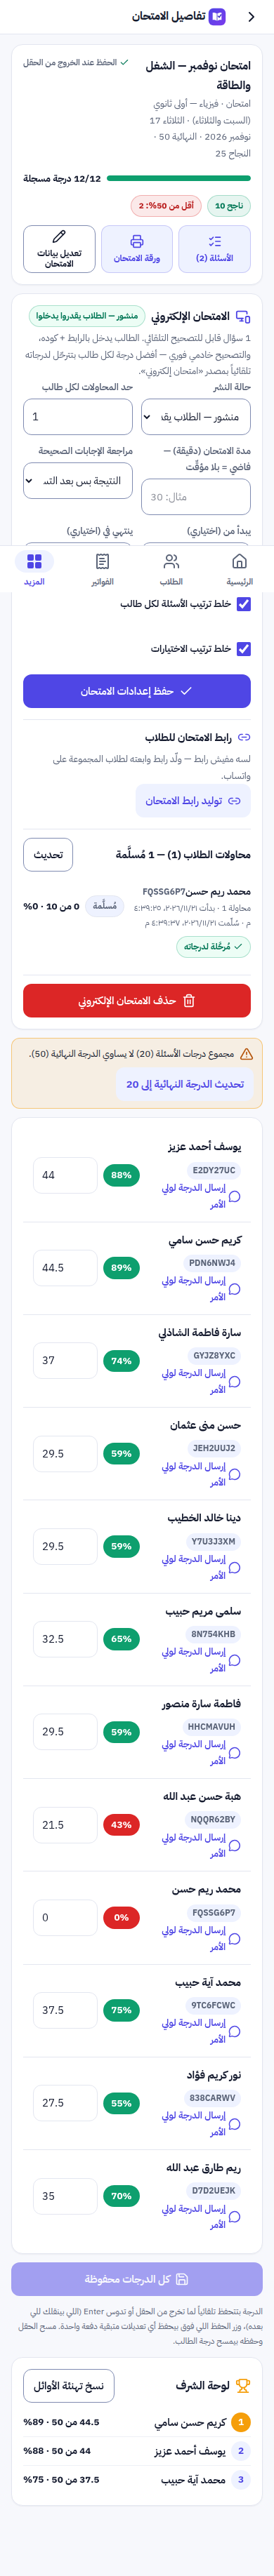 تفاصيل الامتحان
امتحان نوفمبر — الشغل والطاقة
الحفظ عند الخروج من الحقل
امتحان · فيزياء — أولى ثانوي
(السبت والثلاثاء) · الثلاثاء 17
نوفمبر 2026 · النهائية 50 ·
النجاح 25
12/12 درجة مسجلة
ناجح 10
أقل من 50%: 2
الأسئلة (2)
ورقة الامتحان
تعديل بيانات الامتحان
الامتحان الإلكتروني
منشور — الطلاب يقدروا يدخلوا
1 سؤال قابل للتصحيح التلقائي. الطالب يدخل بالرابط + كوده،
والتصحيح خادمي فوري — أفضل درجة لكل طالب بتترحّل لدرجاته
تلقائياً بمصدر «امتحان إلكتروني».
حالة النشر
حد المحاولات لكل طالب
منشور — الطلاب يقد
1
مدة الامتحان (دقيقة) —
فاضي = بلا مؤقّت
مراجعة الإجابات الصحيحة
مثال: 30
النتيجة بس بعد التس
يبدأ من (اختياري)
ينتهي في (اختياري)
الرئيسية
الطلاب
الفواتير
المزيد
خلط ترتيب الأسئلة لكل طالب
خلط ترتيب الاختيارات
حفظ إعدادات الامتحان
رابط الامتحان للطلاب
لسه مفيش رابط — ولّد رابط وابعته لطلاب المجموعة على
واتساب.
توليد رابط الامتحان
محاولات الطلاب (1) — 1 مُسلَّمة
تحديث
محمد ريم حسن FQSSG6P7
مُسلَّمة
0 من 10 · 0%
محاولة 1 · بدأت ٢٠٢٦/١١/٢١، ٤:٣٩:٢٥
م · سُلّمت ٢٠٢٦/١١/٢١، ٤:٣٩:٣٧ م
مُرحَّلة لدرجاته
حذف الامتحان الإلكتروني
مجموع درجات الأسئلة (20) لا يساوي الدرجة النهائية (50).
تحديث الدرجة النهائية إلى 20
يوسف أحمد عزيز
E2DY27UC
إرسال الدرجة لولي الأمر
88%
44
كريم حسن سامي
PDN6NWJ4
إرسال الدرجة لولي الأمر
89%
44.5
سارة فاطمة الشاذلي
GYJZ8YXC
إرسال الدرجة لولي الأمر
74%
37
حسن منى عثمان
JEH2UUJ2
إرسال الدرجة لولي الأمر
59%
29.5
دينا خالد الخطيب
Y7U3J3XM
إرسال الدرجة لولي الأمر
59%
29.5
سلمى مريم حبيب
8N754KHB
إرسال الدرجة لولي الأمر
65%
32.5
فاطمة سارة منصور
HHCMAVUH
إرسال الدرجة لولي الأمر
59%
29.5
هبة حسن عبد الله
NQQR62BY
إرسال الدرجة لولي الأمر
43%
21.5
محمد ريم حسن
FQSSG6P7
إرسال الدرجة لولي الأمر
0%
0
محمد آية حبيب
9TC6FCWC
إرسال الدرجة لولي الأمر
75%
37.5
نور كريم فؤاد
838CARWV
إرسال الدرجة لولي الأمر
55%
27.5
ريم طارق عبد الله
D7D2UEJK
إرسال الدرجة لولي الأمر
70%
35
كل الدرجات محفوظة
الدرجة بتتحفظ تلقائياً لما تخرج من الحقل أو تدوس Enter (اللي بينقلك للي
بعده)، وزر الحفظ اللي فوق بيحفظ أي تعديلات متبقية دفعة واحدة. مسح الحقل
وحفظه بيمسح درجة الطالب.
لوحة الشرف
نسخ تهنئة الأوائل
1
كريم حسن سامي
44.5 من 50 · 89%
2
يوسف أحمد عزيز
44 من 50 · 88%
3
محمد آية حبيب
37.5 من 50 · 75%